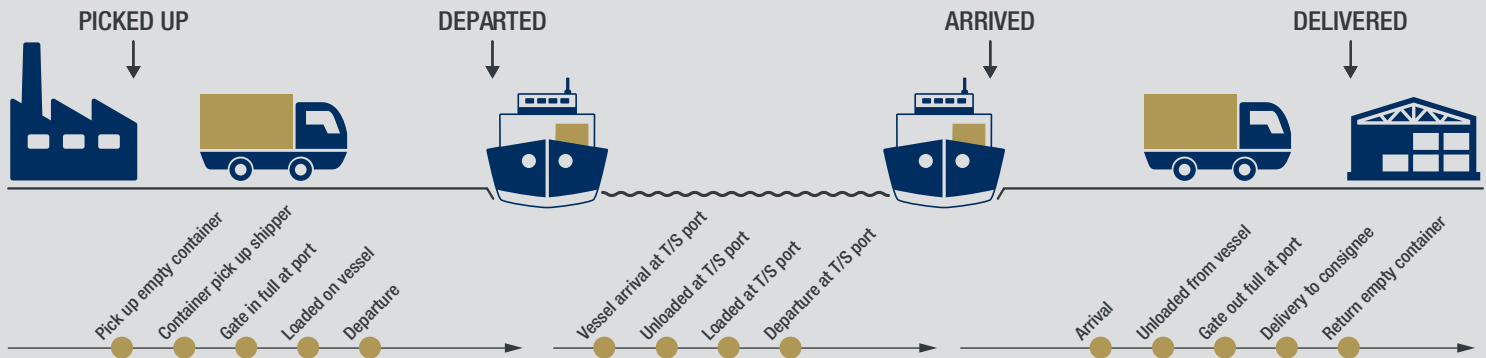 PICKED UP
DEPARTED
ARRIVED
DELIVERED
Pick up empty container
Container pick up shipper
Gate in full at port
Loaded on vessel
Departure
Vessel arrival at T/S port
Unloaded at T/S port
Loaded at T/S port
Departure at T/S port
Arrival
Unloaded from vessel
Gate out full at port
Delivery to consignee
Return empty container